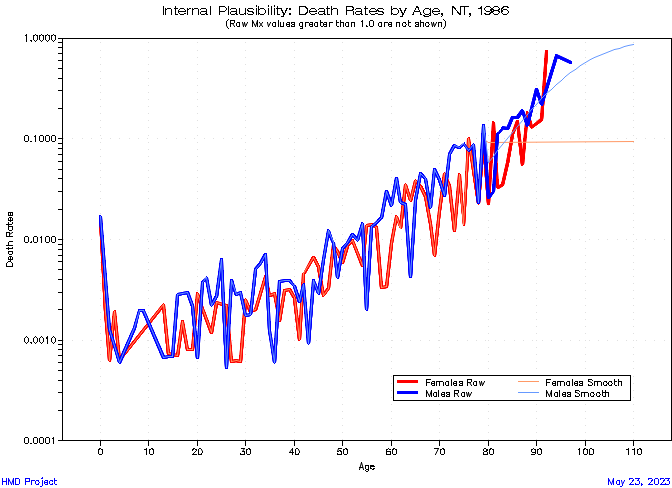 Internal Plausibility: Death Rates by Age, NT, 1986
(Raw Mx values greater than 1.0 are not shown)
1.0000
0.1000
0.0100
0.0010
0.0001
Death Rates
Females Raw
Females Smooth
Males Raw
Males Smooth
0 10 20 30 40 50 60 70 80 90 100 110
Age
HMD Project
May 23, 2023